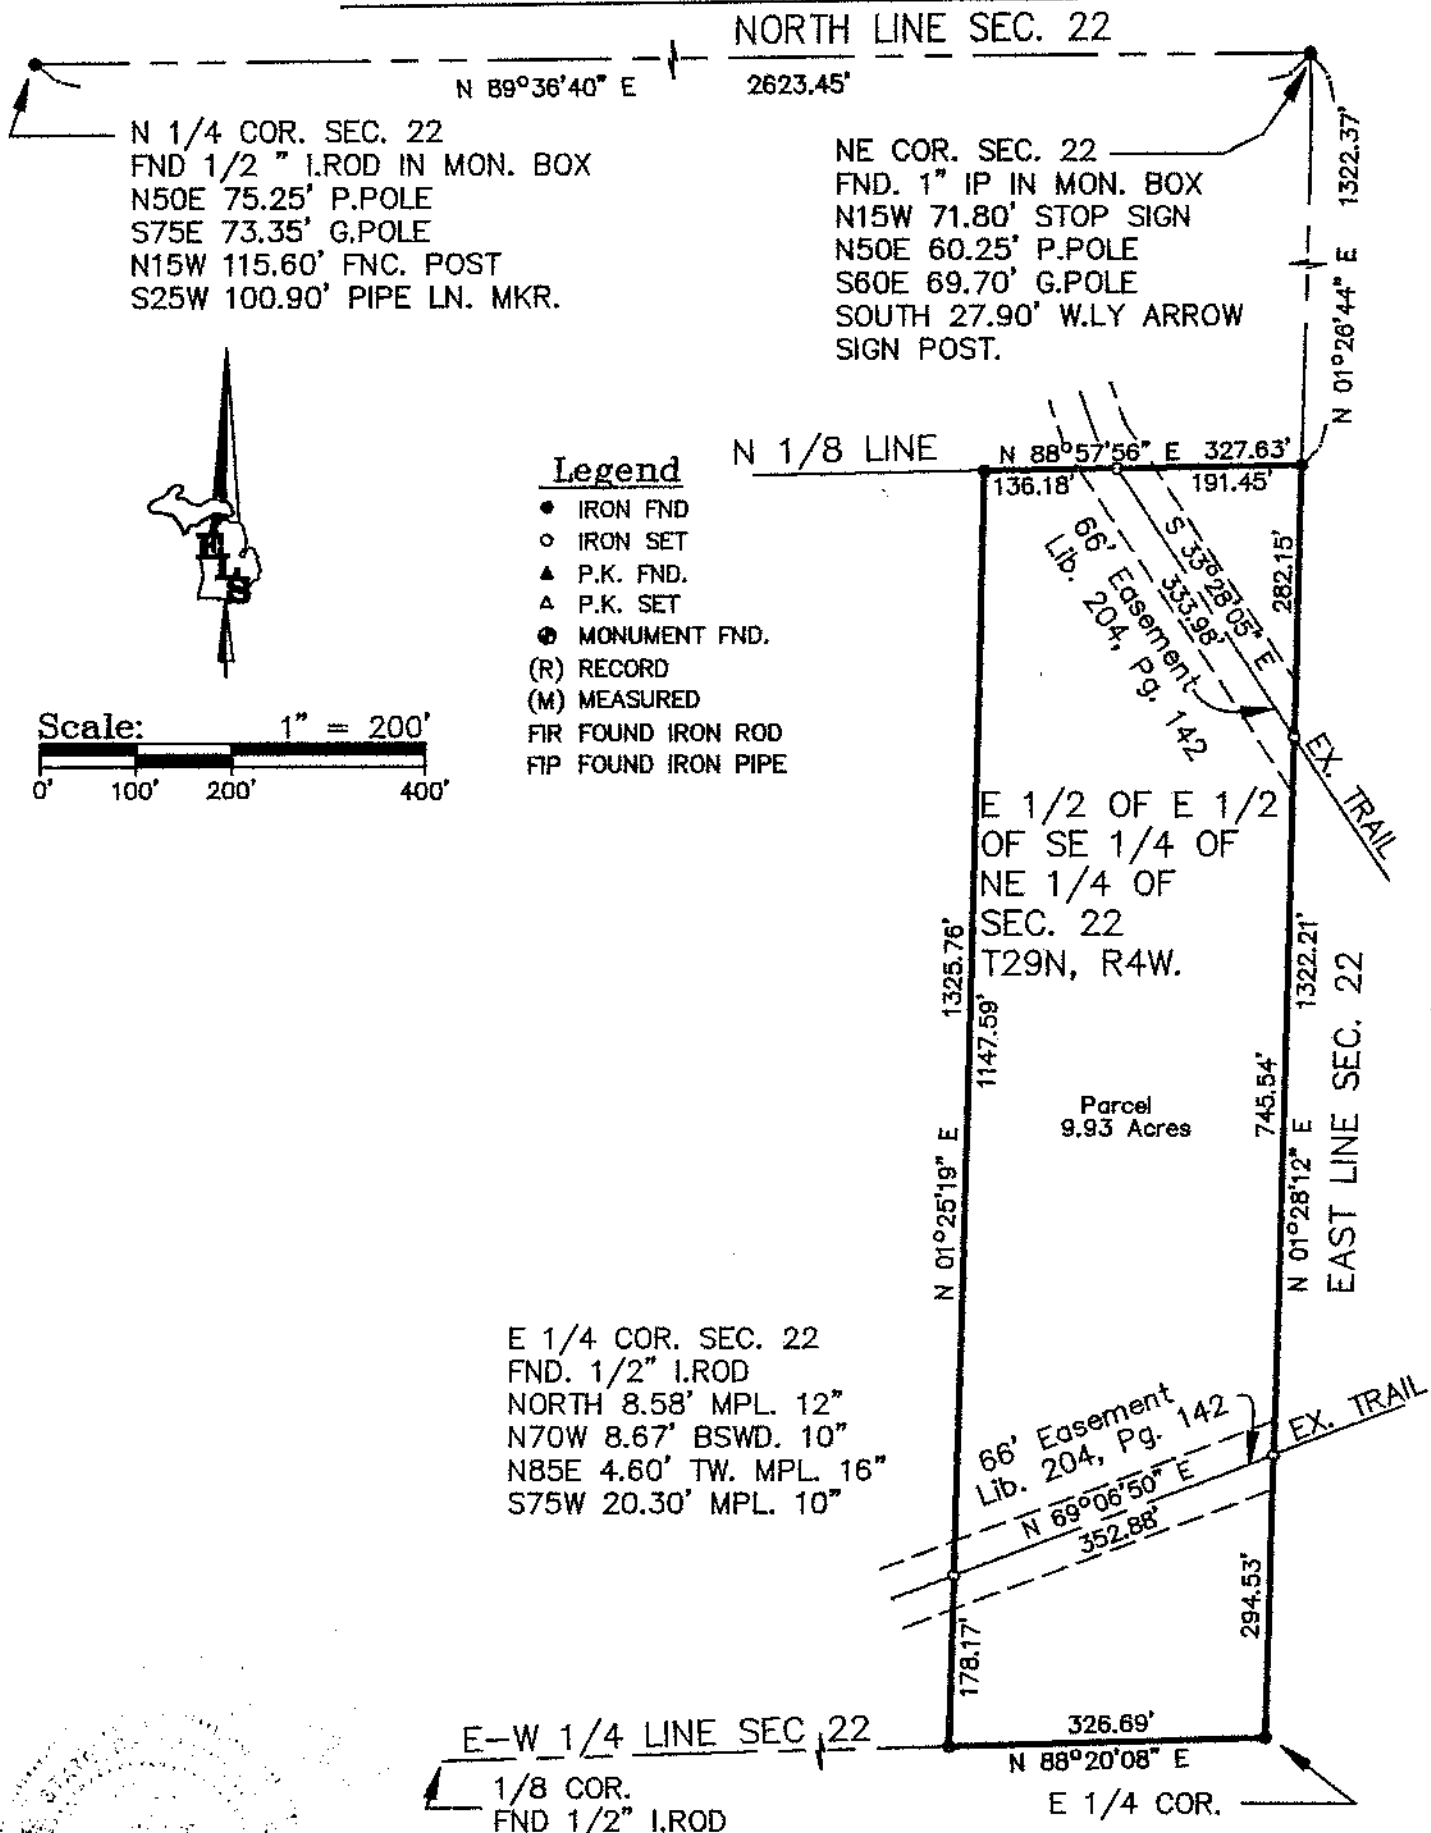 NORTH LINE SEC. 22
N 89°36'40" E 2623.45'
N 1/4 COR. SEC. 22
FND 1/2 " I.ROD IN MON. BOX
N50E 75.25' P.POLE
S75E 73.35' G.POLE
N15W 115.60' FNC. POST
S25W 100.90' PIPE LN. MKR.
NE COR. SEC. 22
FND. 1" IP IN MON. BOX
N15W 71.80' STOP SIGN
N50E 60.25' P.POLE
S60E 69.70' G.POLE
SOUTH 27.90' W.LY ARROW
SIGN POST.
1322.37'
N 01°26'44" E
Legend
IRON FND
IRON SET
P.K. FND.
P.K. SET
MONUMENT FND.
(R) RECORD
(M) MEASURED
FIR FOUND IRON ROD
FIP FOUND IRON PIPE
Scale: 1" = 200'
0' 100' 200' 400'
N 1/8 LINE
N 88°57'56" E 327.63'
136.18' 191.45'
S 33°28'05" E
333.98'
66' Easement
Lib. 204, Pg. 142
282.15'
EX. TRAIL
E 1/2 OF E 1/2
OF SE 1/4 OF
NE 1/4 OF
SEC. 22
T29N, R4W.
1325.76'
1147.59'
N 01°25'19" E
1322.21'
745.54'
N 01°28'12" E
EAST LINE SEC. 22
Parcel
9.93 Acres
E 1/4 COR. SEC. 22
FND. 1/2" I.ROD
NORTH 8.58' MPL. 12"
N70W 8.67' BSWD. 10"
N85E 4.60' TW. MPL. 16"
S75W 20.30' MPL. 10"
66' Easement
Lib. 204, Pg. 142
N 69°06'50" E
352.88'
EX. TRAIL
178.17'
294.53'
E-W 1/4 LINE SEC 22
326.69'
N 88°20'08" E
1/8 COR.
FND 1/2" I.ROD
E 1/4 COR.